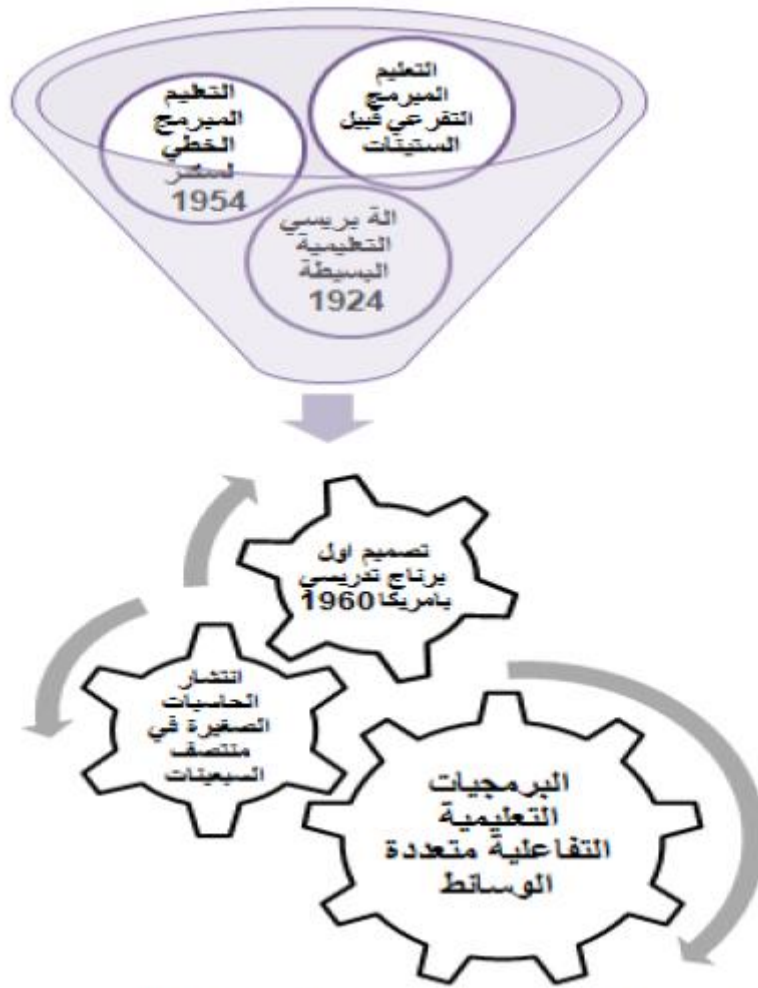 التعليم
المبرمج
التفرعي قبيل
الستينات
التعليم
المبرمج
الخطي
لسكنر
1954
الة بريسي
التعليمية
البسيطة
1924
تصميم اول
برناج تدريسي
بامريكا 1960
انتشار
الحاسبات
الصغيرة في
منتصف
السبعينات
البرمجيات
التعليمية
التفاعلية متعددة
الوسائط